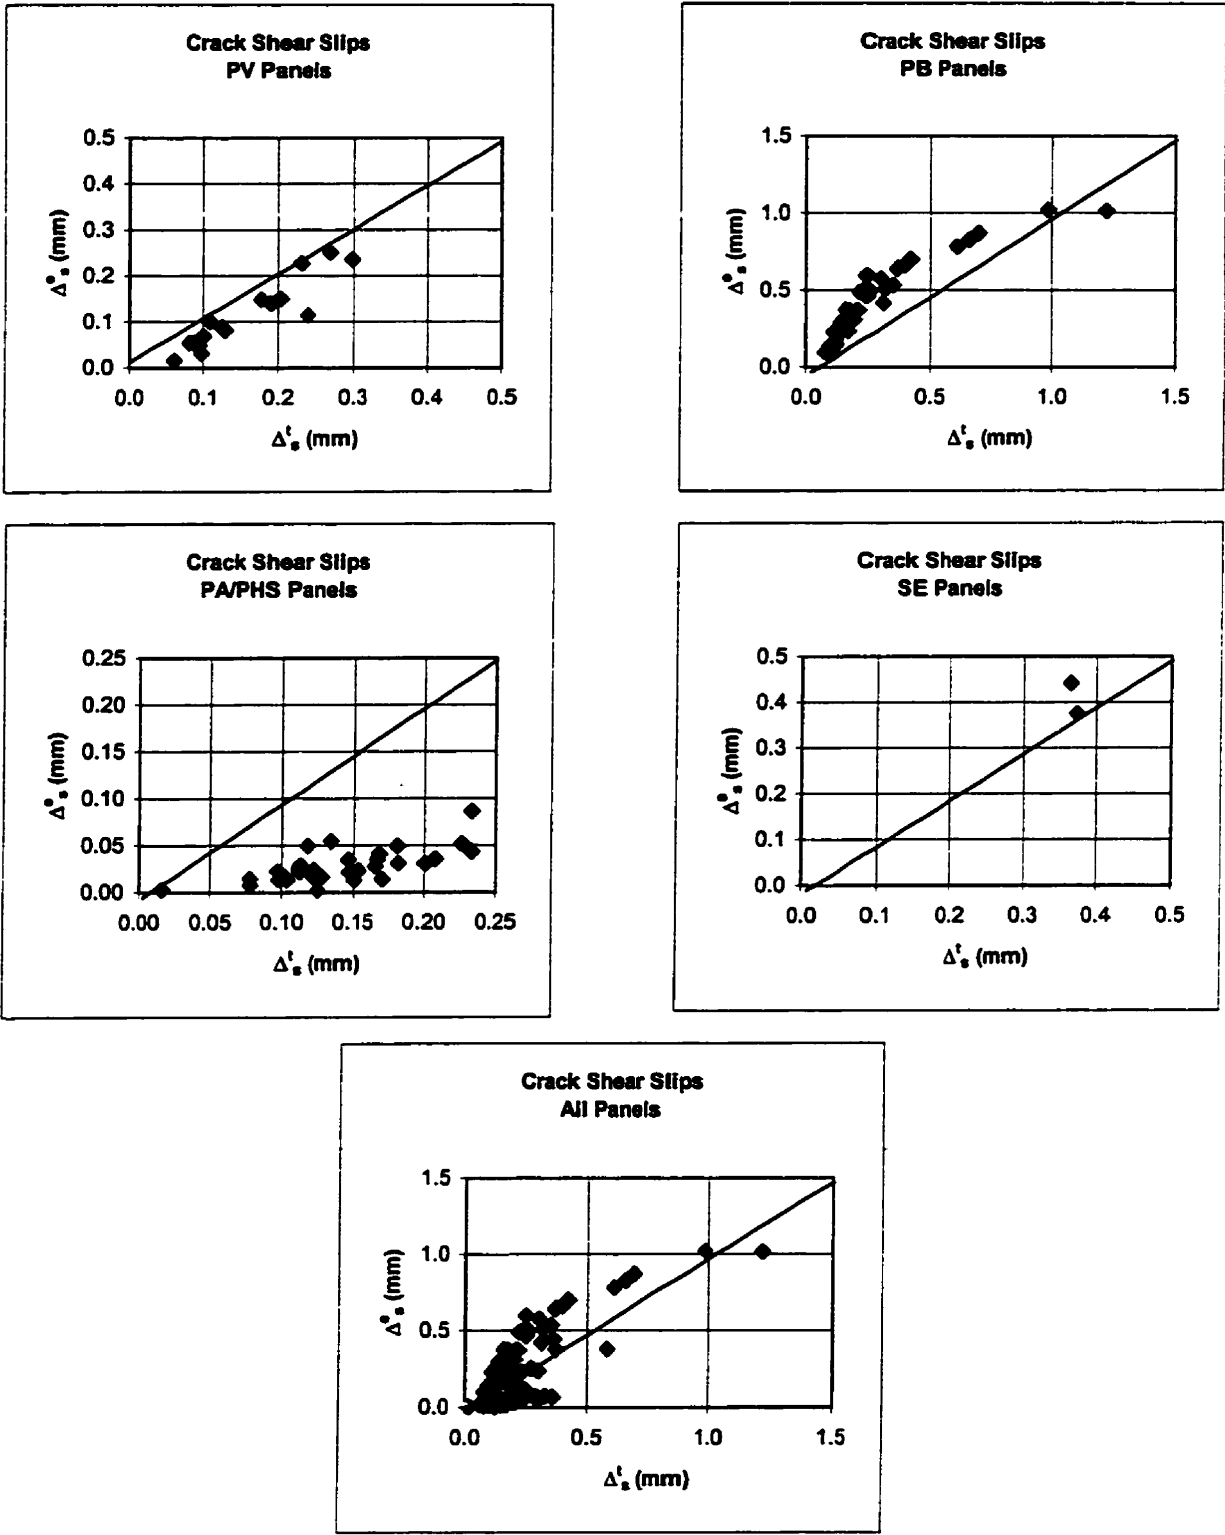 Crack Shear Slips
PV Panels
0.5
0.4
0.3
0.2
0.1
0.0
0.0 0.1 0.2 0.3 0.4 0.5
Δᵉₛ (mm)
Δᵗₛ (mm)
Crack Shear Slips
PB Panels
1.5
1.0
0.5
0.0
0.0 0.5 1.0 1.5
Δᵉₛ (mm)
Δᵗₛ (mm)
Crack Shear Slips
PA/PHS Panels
0.25
0.20
0.15
0.10
0.05
0.00
0.00 0.05 0.10 0.15 0.20 0.25
Δᵉₛ (mm)
Δᵗₛ (mm)
Crack Shear Slips
SE Panels
0.5
0.4
0.3
0.2
0.1
0.0
0.0 0.1 0.2 0.3 0.4 0.5
Δᵉₛ (mm)
Δᵗₛ (mm)
Crack Shear Slips
All Panels
1.5
1.0
0.5
0.0
0.0 0.5 1.0 1.5
Δᵉₛ (mm)
Δᵗₛ (mm)